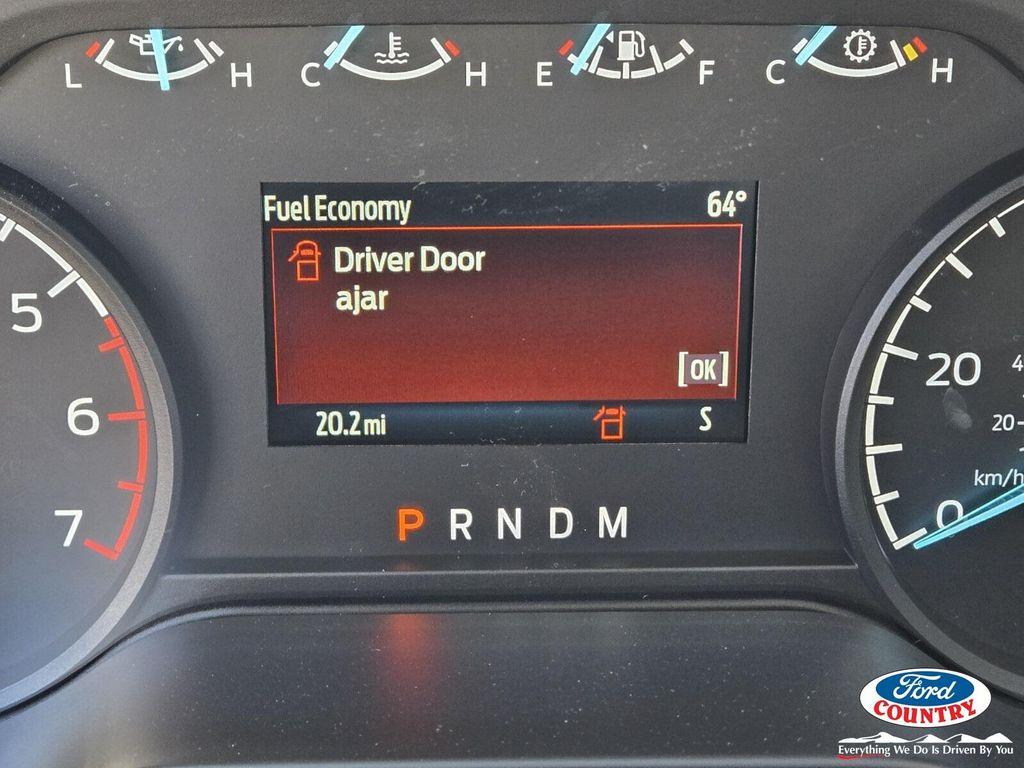 L H C H E F C H
Fuel Economy 64°
Driver Door
ajar
[OK]
20.2 mi S
P R N D M
5
6
7
20
0
20
km/h
Ford
COUNTRY
Everything We Do Is Driven By You